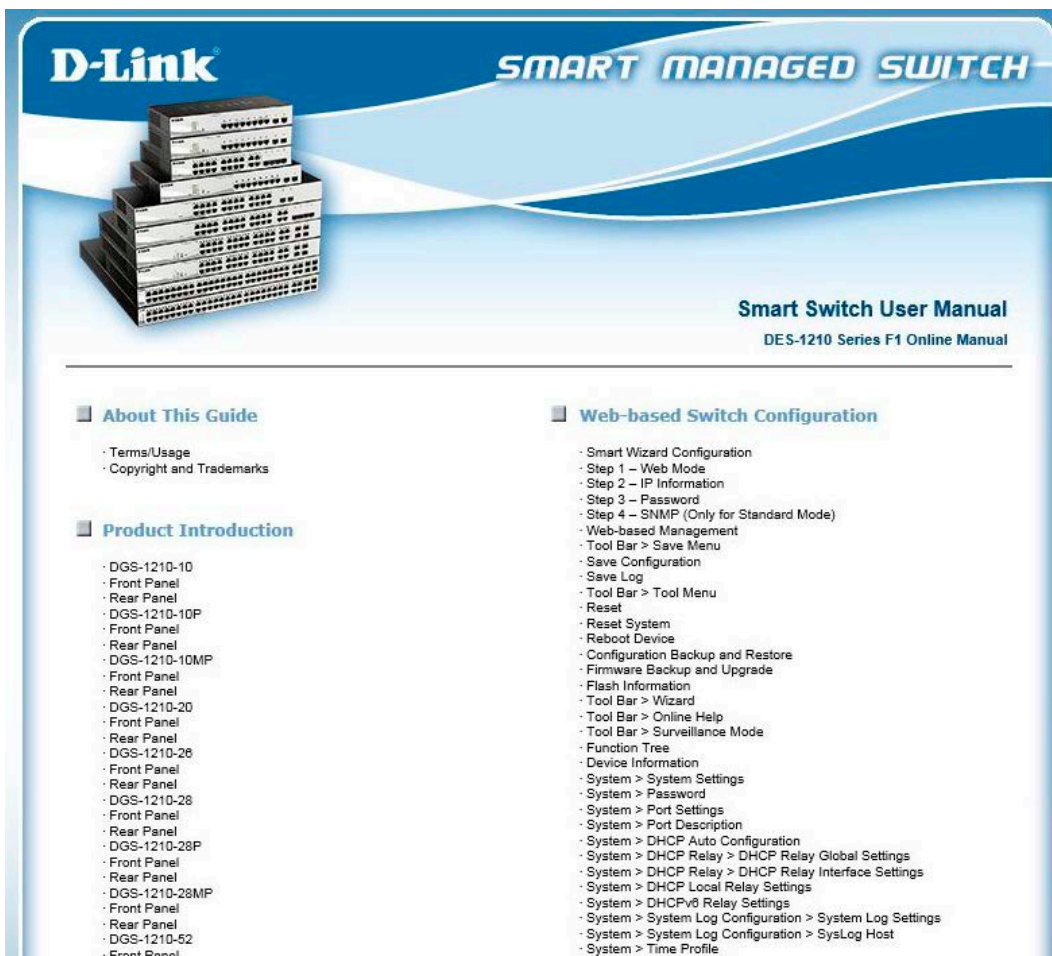 D-Link
SMART MANAGED SWITCH
Smart Switch User Manual
DES-1210 Series F1 Online Manual
About This Guide
· Terms/Usage
· Copyright and Trademarks
Product Introduction
· DGS-1210-10
· Front Panel
· Rear Panel
· DGS-1210-10P
· Front Panel
· Rear Panel
· DGS-1210-10MP
· Front Panel
· Rear Panel
· DGS-1210-20
· Front Panel
· Rear Panel
· DGS-1210-26
· Front Panel
· Rear Panel
· DGS-1210-28
· Front Panel
· Rear Panel
· DGS-1210-28P
· Front Panel
· Rear Panel
· DGS-1210-28MP
· Front Panel
· Rear Panel
· DGS-1210-52
· Front Panel
Web-based Switch Configuration
· Smart Wizard Configuration
· Step 1 – Web Mode
· Step 2 – IP Information
· Step 3 – Password
· Step 4 – SNMP (Only for Standard Mode)
· Web-based Management
· Tool Bar > Save Menu
· Save Configuration
· Save Log
· Tool Bar > Tool Menu
· Reset
· Reset System
· Reboot Device
· Configuration Backup and Restore
· Firmware Backup and Upgrade
· Flash Information
· Tool Bar > Wizard
· Tool Bar > Online Help
· Tool Bar > Surveillance Mode
· Function Tree
· Device Information
· System > System Settings
· System > Password
· System > Port Settings
· System > Port Description
· System > DHCP Auto Configuration
· System > DHCP Relay > DHCP Relay Global Settings
· System > DHCP Relay > DHCP Relay Interface Settings
· System > DHCP Local Relay Settings
· System > DHCPv6 Relay Settings
· System > System Log Configuration > System Log Settings
· System > System Log Configuration > SysLog Host
· System > Time Profile